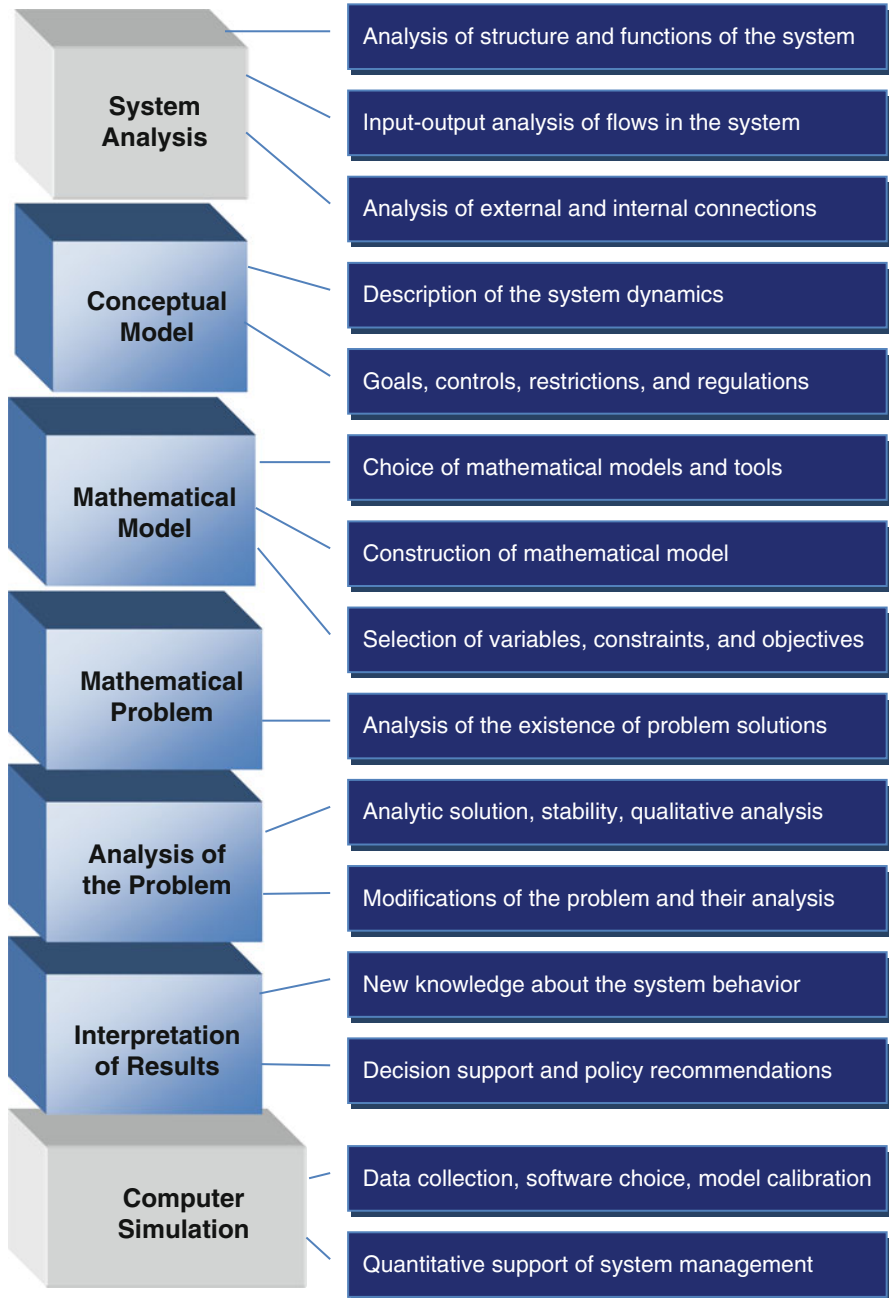 System
Analysis
Analysis of structure and functions of the system
Input-output analysis of flows in the system
Analysis of external and internal connections
Conceptual
Model
Description of the system dynamics
Goals, controls, restrictions, and regulations
Mathematical
Model
Choice of mathematical models and tools
Construction of mathematical model
Selection of variables, constraints, and objectives
Mathematical
Problem
Analysis of the existence of problem solutions
Analysis of
the Problem
Analytic solution, stability, qualitative analysis
Modifications of the problem and their analysis
Interpretation
of Results
New knowledge about the system behavior
Decision support and policy recommendations
Computer
Simulation
Data collection, software choice, model calibration
Quantitative support of system management